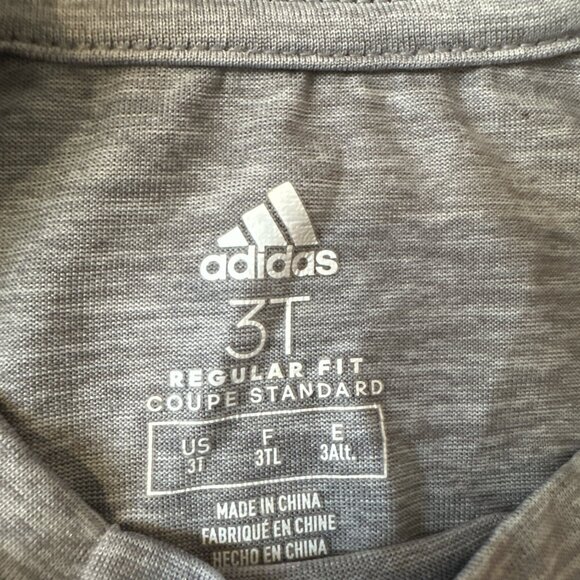 adidas
3T
REGULAR FIT
COUPE STANDARD
US F E
3T 3TL 3Alt.
MADE IN CHINA
FABRIQUÉ EN CHINE
HECHO EN CHINA